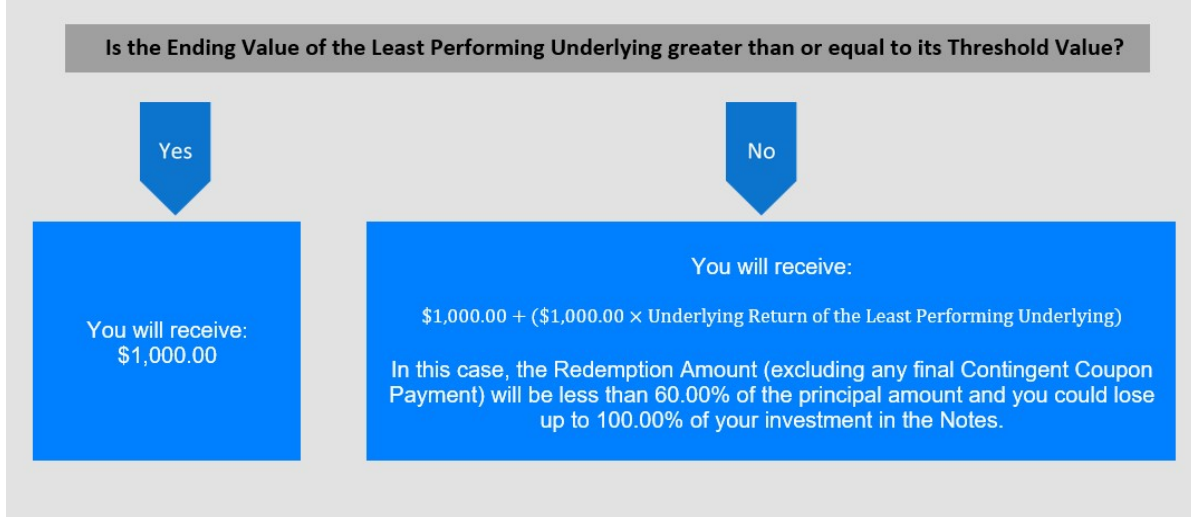 Is the Ending Value of the Least Performing Underlying greater than or equal to its Threshold Value?
Yes
No
You will receive:
$1,000.00
You will receive:
$1,000.00 + ($1,000.00 × Underlying Return of the Least Performing Underlying)
In this case, the Redemption Amount (excluding any final Contingent Coupon
Payment) will be less than 60.00% of the principal amount and you could lose
up to 100.00% of your investment in the Notes.